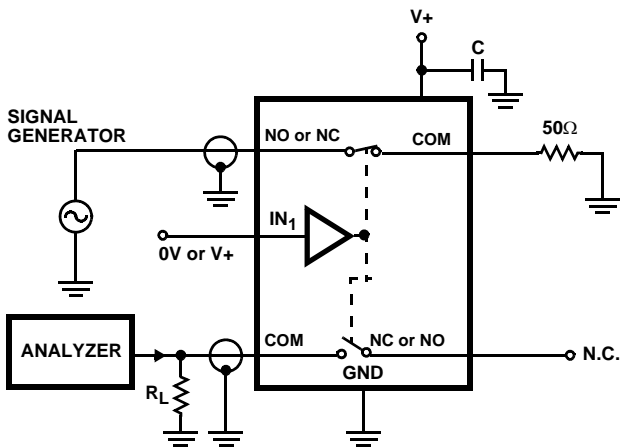 V+
C
SIGNAL
GENERATOR
NO or NC
COM
50Ω
IN1
0V or V+
ANALYZER
COM
NC or NO
N.C.
GND
RL